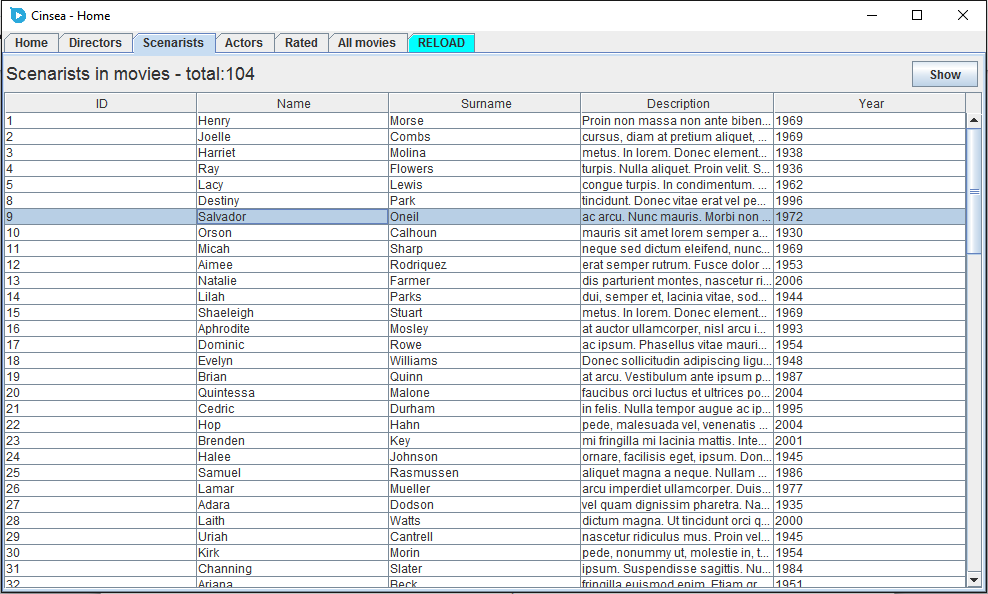 Cinsea - Home
Home Directors Scenarists Actors Rated All movies RELOAD
Scenarists in movies - total:104 Show
ID Name Surname Description Year
1 Henry Morse Proin non massa non ante biben... 1969
2 Joelle Combs cursus, diam at pretium aliquet, ... 1969
3 Harriet Molina metus. In lorem. Donec element... 1938
4 Ray Flowers turpis. Nulla aliquet. Proin velit. S... 1936
5 Lacy Lewis congue turpis. In condimentum. ... 1962
8 Destiny Park tincidunt. Donec vitae erat vel pe... 1996
9 Salvador Oneil ac arcu. Nunc mauris. Morbi non ... 1972
10 Orson Calhoun mauris sit amet lorem semper a... 1930
11 Micah Sharp neque sed dictum eleifend, nunc... 1969
12 Aimee Rodriquez erat semper rutrum. Fusce dolor ... 1953
13 Natalie Farmer dis parturient montes, nascetur ri... 2006
14 Lilah Parks dui, semper et, lacinia vitae, sod... 1944
15 Shaeleigh Stuart metus. In lorem. Donec element... 1969
16 Aphrodite Mosley at auctor ullamcorper, nisl arcu i... 1993
17 Dominic Rowe ac ipsum. Phasellus vitae mauri... 1954
18 Evelyn Williams Donec sollicitudin adipiscing ligu... 1948
19 Brian Quinn at arcu. Vestibulum ante ipsum p... 1987
20 Quintessa Malone faucibus orci luctus et ultrices po... 2004
21 Cedric Durham in felis. Nulla tempor augue ac ip... 1995
22 Hop Hahn pede, malesuada vel, venenatis ... 2004
23 Brenden Key mi fringilla mi lacinia mattis. Inte... 2001
24 Halee Johnson ornare, facilisis eget, ipsum. Don... 1945
25 Samuel Rasmussen aliquet magna a neque. Nullam ... 1986
26 Lamar Mueller arcu imperdiet ullamcorper. Duis... 1977
27 Adara Dodson vel quam dignissim pharetra. Na... 1935
28 Laith Watts dictum magna. Ut tincidunt orci q... 2000
29 Uriah Cantrell nascetur ridiculus mus. Proin vel... 1945
30 Kirk Morin pede, nonummy ut, molestie in, t... 1954
31 Channing Slater ipsum. Suspendisse sagittis. Nu... 1984
32 Ariana Beck fringilla euismod enim. Etiam gr... 1951